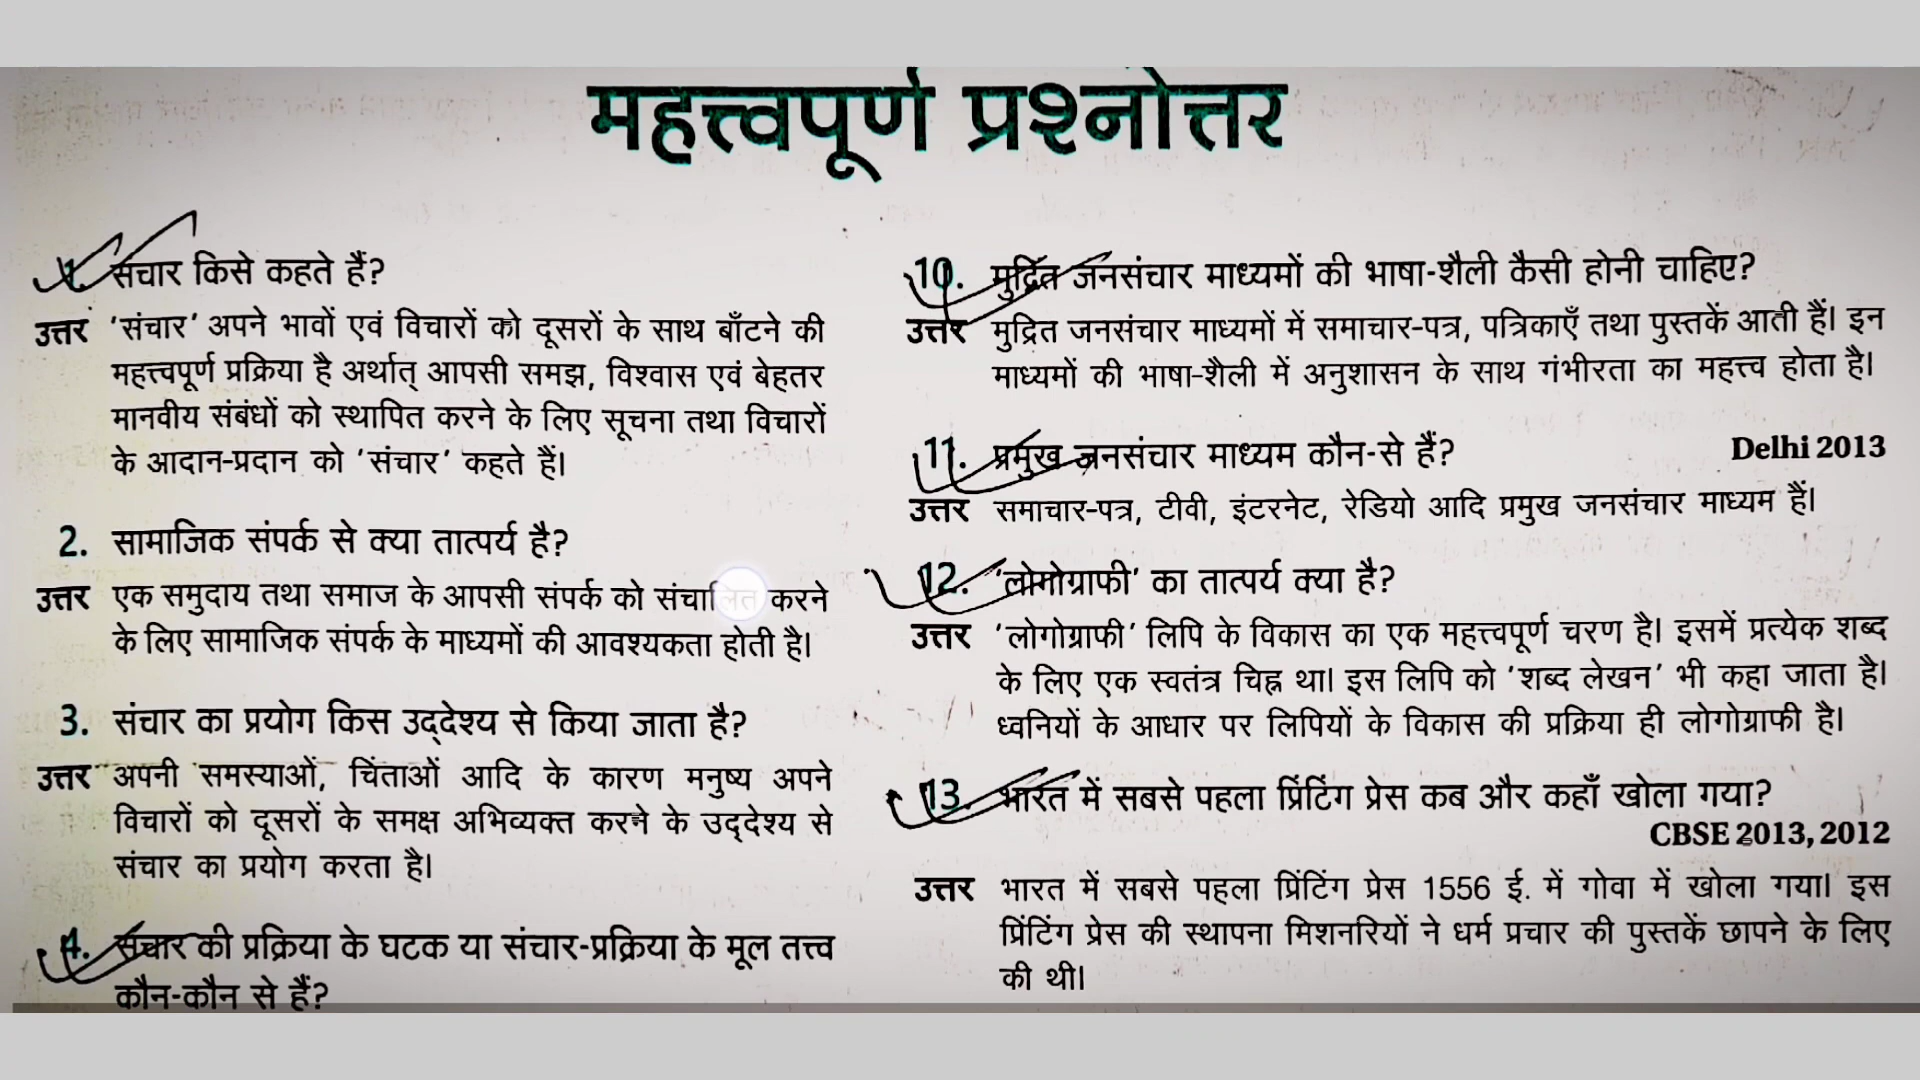 महत्त्वपूर्ण प्रश्नोत्तर
1. संचार किसे कहते हैं?
उत्तर 'संचार' अपने भावों एवं विचारों को दूसरों के साथ बाँटने की
महत्त्वपूर्ण प्रक्रिया है अर्थात् आपसी समझ, विश्वास एवं बेहतर
मानवीय संबंधों को स्थापित करने के लिए सूचना तथा विचारों
के आदान-प्रदान को 'संचार' कहते हैं।
2. सामाजिक संपर्क से क्या तात्पर्य है?
उत्तर एक समुदाय तथा समाज के आपसी संपर्क को संचालित करने
के लिए सामाजिक संपर्क के माध्यमों की आवश्यकता होती है।
3. संचार का प्रयोग किस उद्देश्य से किया जाता है?
उत्तर अपनी समस्याओं, चिंताओं आदि के कारण मनुष्य अपने
विचारों को दूसरों के समक्ष अभिव्यक्त करने के उद्देश्य से
संचार का प्रयोग करता है।
4. संचार की प्रक्रिया के घटक या संचार-प्रक्रिया के मूल तत्त्व
कौन-कौन से हैं?
10. मुद्रित जनसंचार माध्यमों की भाषा-शैली कैसी होनी चाहिए?
उत्तर मुद्रित जनसंचार माध्यमों में समाचार-पत्र, पत्रिकाएँ तथा पुस्तकें आती हैं। इन
माध्यमों की भाषा-शैली में अनुशासन के साथ गंभीरता का महत्त्व होता है।
11. प्रमुख जनसंचार माध्यम कौन-से हैं? Delhi 2013
उत्तर समाचार-पत्र, टीवी, इंटरनेट, रेडियो आदि प्रमुख जनसंचार माध्यम हैं।
12. 'लोगोग्राफी' का तात्पर्य क्या है?
उत्तर 'लोगोग्राफी' लिपि के विकास का एक महत्त्वपूर्ण चरण है। इसमें प्रत्येक शब्द
के लिए एक स्वतंत्र चिह्न था। इस लिपि को 'शब्द लेखन' भी कहा जाता है।
ध्वनियों के आधार पर लिपियों के विकास की प्रक्रिया ही लोगोग्राफी है।
13. भारत में सबसे पहला प्रिंटिंग प्रेस कब और कहाँ खोला गया?
CBSE 2013, 2012
उत्तर भारत में सबसे पहला प्रिंटिंग प्रेस 1556 ई. में गोवा में खोला गया। इस
प्रिंटिंग प्रेस की स्थापना मिशनरियों ने धर्म प्रचार की पुस्तकें छापने के लिए
की थी।